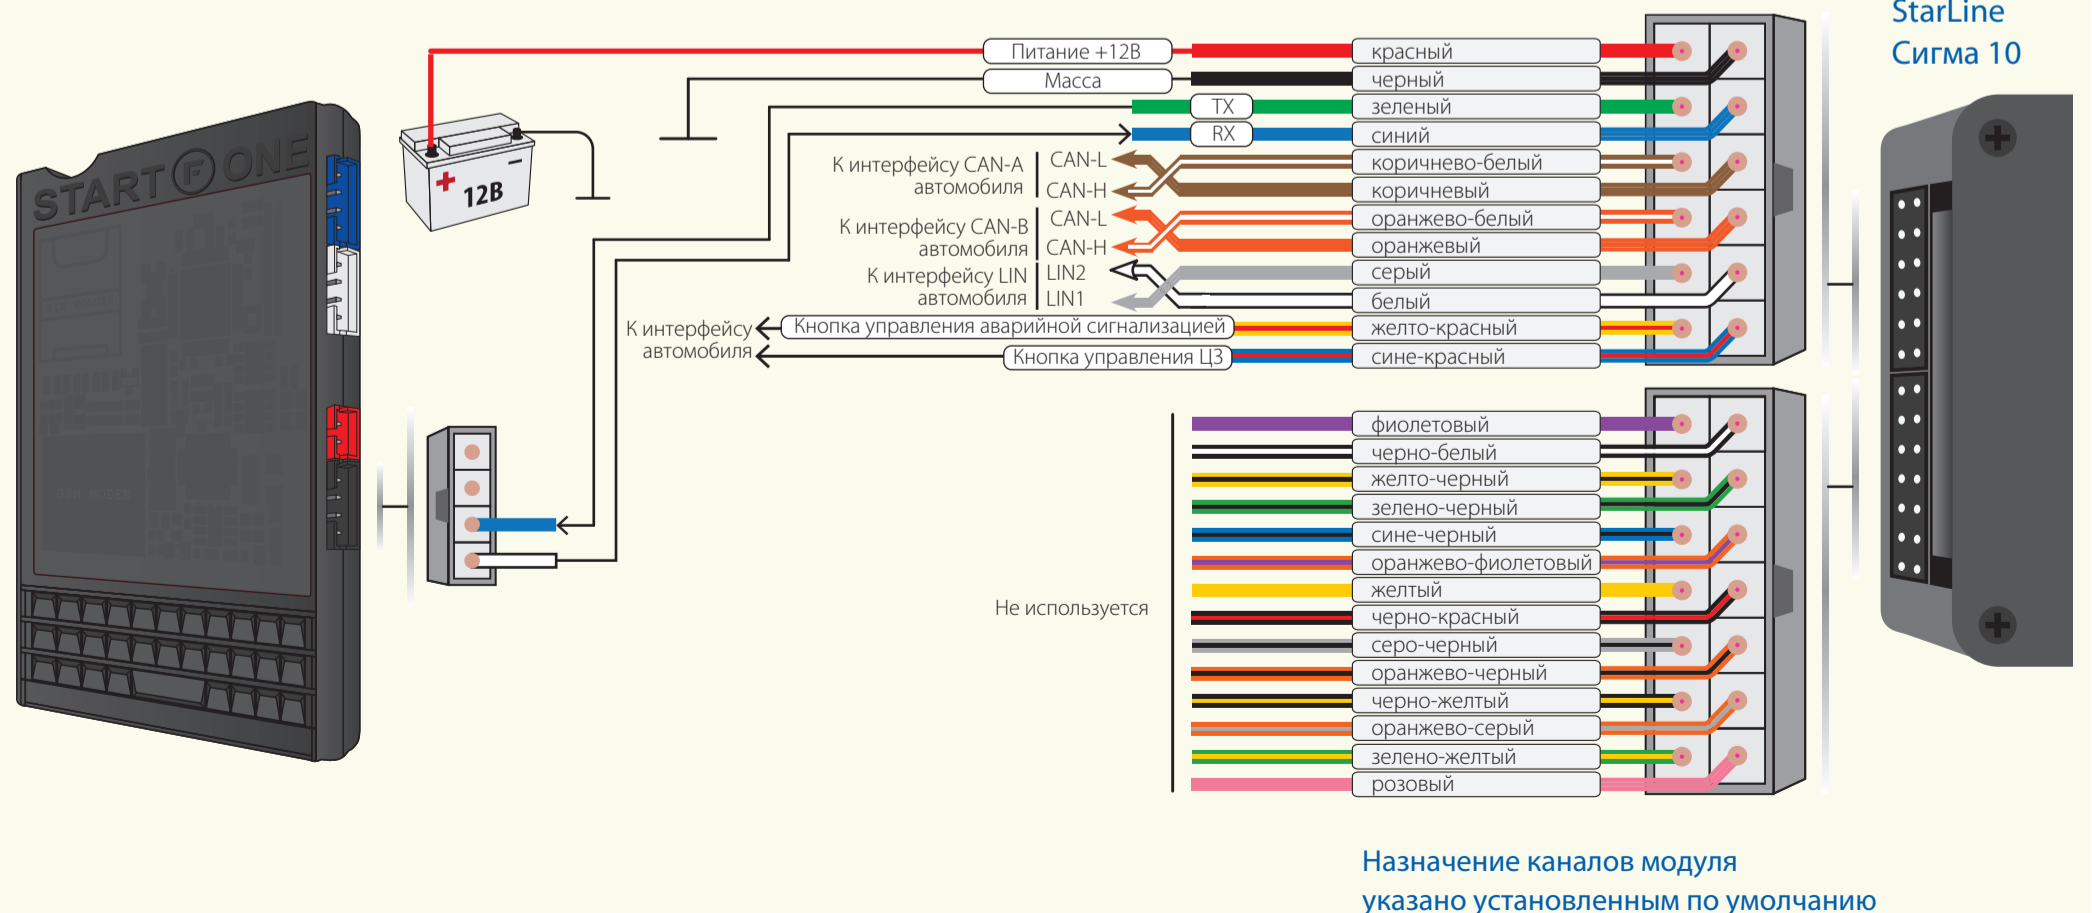 StarLine
Сигма 10
START F ONE
12В
Питание +12В
красный
Масса
черный
TX
зеленый
RX
синий
К интерфейсу CAN-A
автомобиля
CAN-L
коричнево-белый
CAN-H
коричневый
К интерфейсу CAN-B
автомобиля
CAN-L
оранжево-белый
CAN-H
оранжевый
К интерфейсу LIN
автомобиля
LIN2
серый
LIN1
белый
К интерфейсу
автомобиля
Кнопка управления аварийной сигнализацией
желто-красный
Кнопка управления ЦЗ
сине-красный
Не используется
фиолетовый
черно-белый
желто-черный
зелено-черный
сине-черный
оранжево-фиолетовый
желтый
черно-красный
серо-черный
оранжево-черный
черно-желтый
оранжево-серый
зелено-желтый
розовый
Назначение каналов модуля
указано установленным по умолчанию